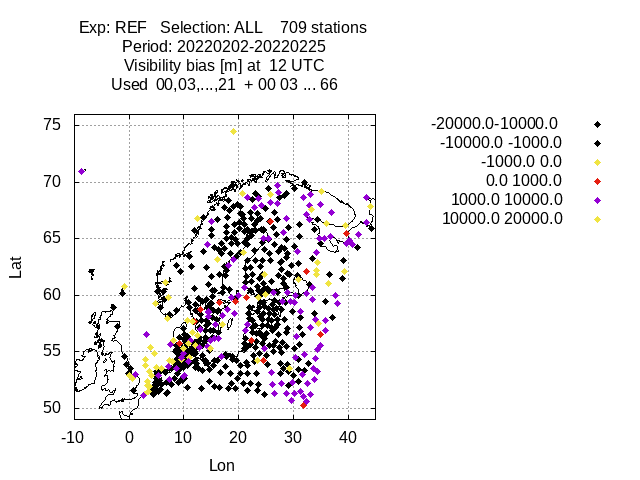 Exp: REF   Selection: ALL    709 stations
Period: 20220202-20220225
Visibility bias [m] at  12 UTC
Used  00,03,...,21  + 00 03 ... 66
-20000.0-10000.0
-10000.0 -1000.0
-1000.0 0.0
0.0 1000.0
1000.0 10000.0
10000.0 20000.0
75
70
65
60
55
50
Lat
-10 0 10 20 30 40
Lon